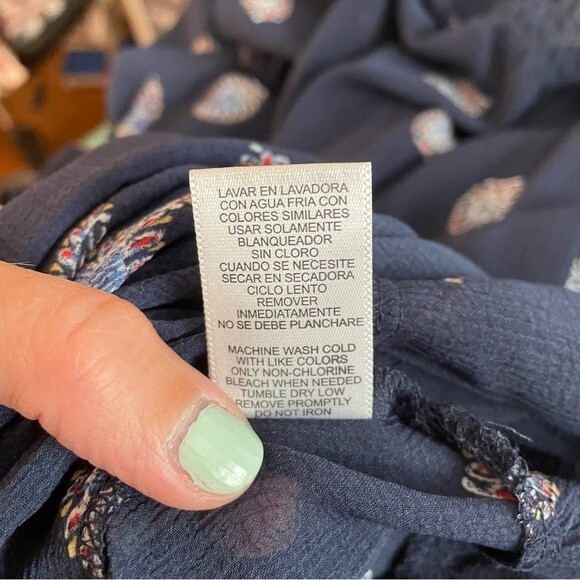 LAVAR EN LAVADORA
CON AGUA FRIA CON
COLORES SIMILARES
USAR SOLAMENTE
BLANQUEADOR
SIN CLORO
CUANDO SE NECESITE
SECAR EN SECADORA
CICLO LENTO
REMOVER
INMEDIATAMENTE
NO SE DEBE PLANCHARE
MACHINE WASH COLD
WITH LIKE COLORS
ONLY NON-CHLORINE
BLEACH WHEN NEEDED
TUMBLE DRY LOW
REMOVE PROMPTLY
DO NOT IRON